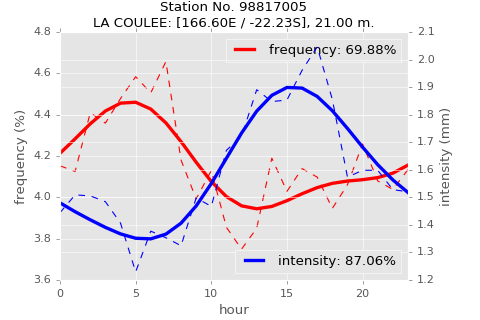 Station No. 98817005
LA COULEE: [166.60E / -22.23S], 21.00 m.
frequency: 69.88%
intensity: 87.06%
frequency (%)
4.8
4.6
4.4
4.2
4.0
3.8
3.6
intensity (mm)
2.1
2.0
1.9
1.8
1.7
1.6
1.5
1.4
1.3
1.2
0 5 10 15 20
hour